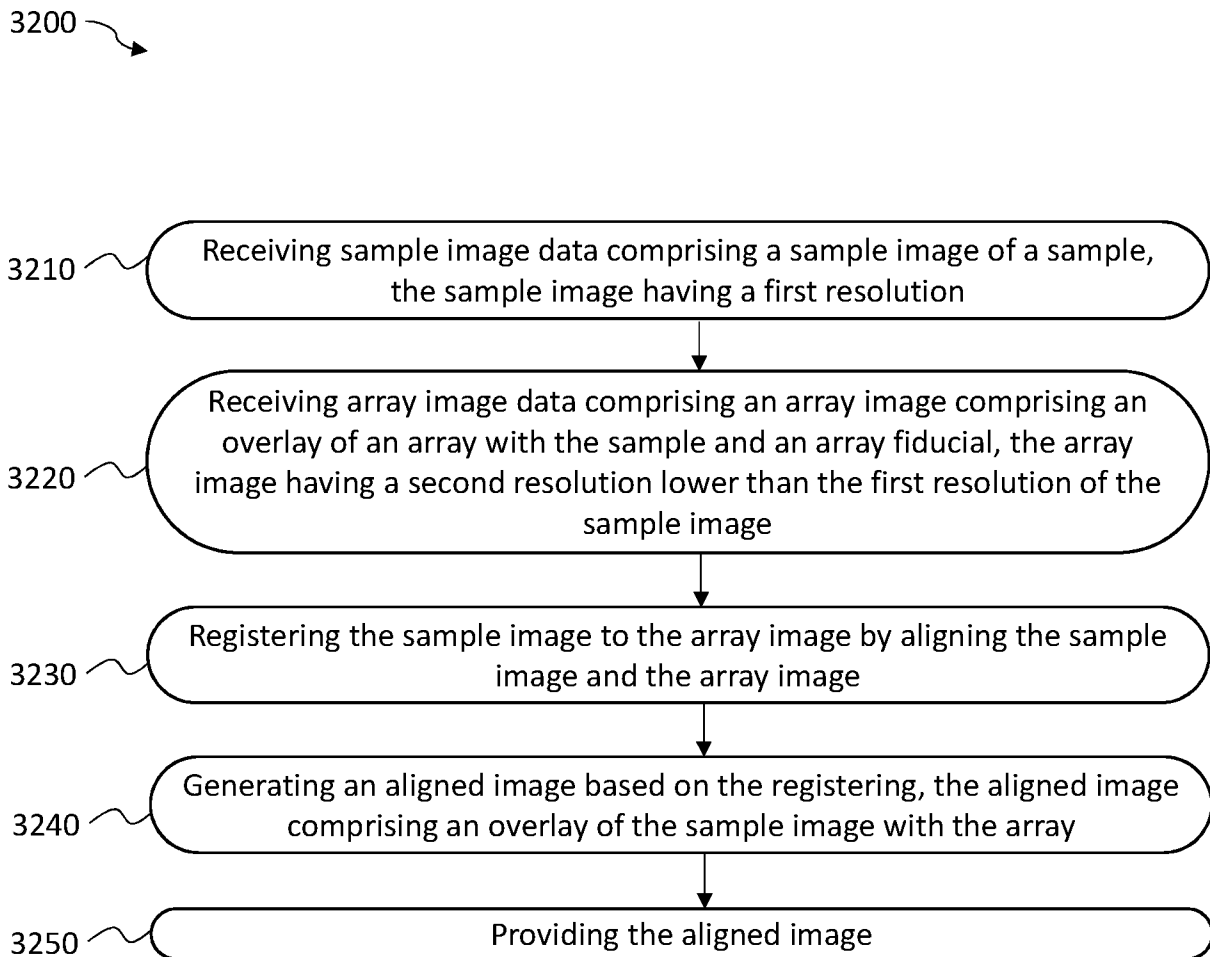 3200
3210
Receiving sample image data comprising a sample image of a sample,
the sample image having a first resolution
3220
Receiving array image data comprising an array image comprising an
overlay of an array with the sample and an array fiducial, the array
image having a second resolution lower than the first resolution of the
sample image
3230
Registering the sample image to the array image by aligning the sample
image and the array image
3240
Generating an aligned image based on the registering, the aligned image
comprising an overlay of the sample image with the array
3250
Providing the aligned image